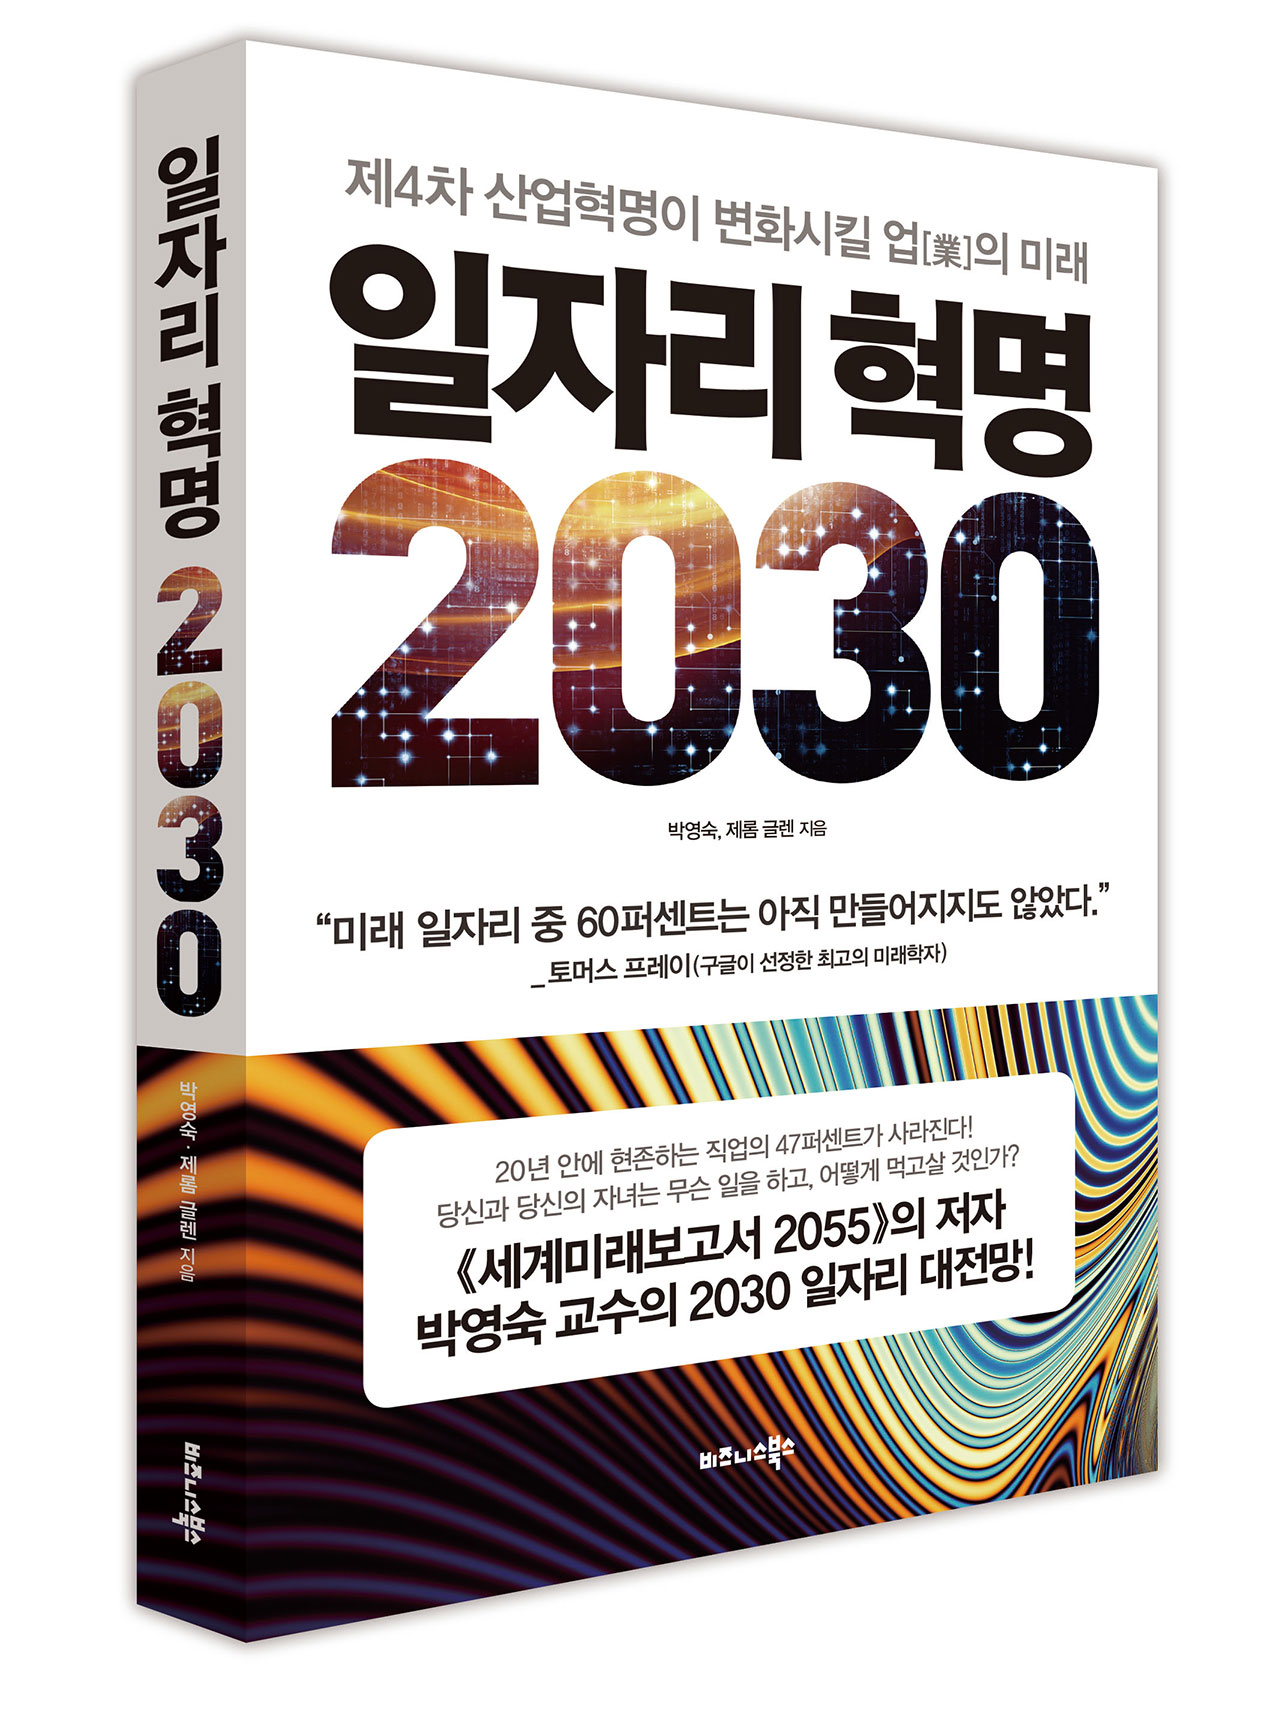 일자리 혁명 2030
박영숙 · 제롬 글렌 지음
비즈니스북스
제4차 산업혁명이 변화시킬 업[業]의 미래
일자리 혁명
2030
박영숙, 제롬 글렌 지음
“미래 일자리 중 60퍼센트는 아직 만들어지지도 않았다.”
_토머스 프레이(구글이 선정한 최고의 미래학자)
20년 안에 현존하는 직업의 47퍼센트가 사라진다!
당신과 당신의 자녀는 무슨 일을 하고, 어떻게 먹고살 것인가?
《세계미래보고서 2055》의 저자
박영숙 교수의 2030 일자리 대전망!
비즈니스북스